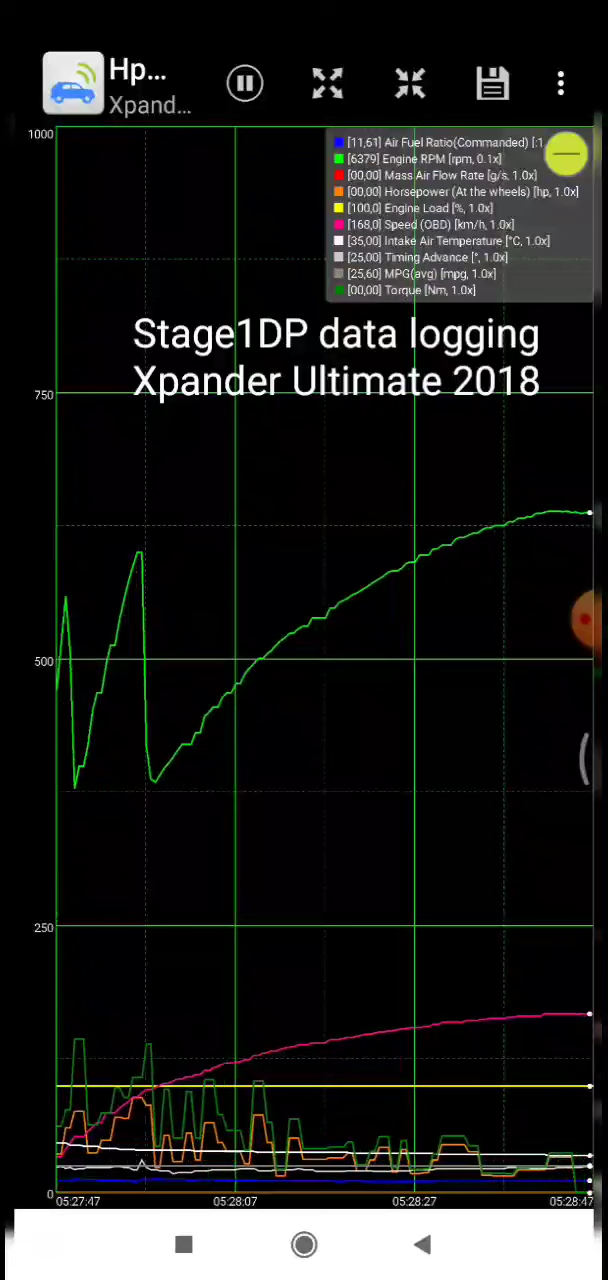 Hp...
Xpand...
1000
[11,61] Air Fuel Ratio(Commanded) [:1
[6379] Engine RPM [rpm, 0.1x]
[00,00] Mass Air Flow Rate [g/s, 1.0x]
[00,00] Horsepower (At the wheels) [hp, 1.0x]
[100,0] Engine Load [%, 1.0x]
[168,0] Speed (OBD) [km/h, 1.0x]
[35,00] Intake Air Temperature [°C, 1.0x]
[25,00] Timing Advance [°, 1.0x]
[25,60] MPG(avg) [mpg, 1.0x]
[00,00] Torque [Nm, 1.0x]
Stage1DP data logging
Xpander Ultimate 2018
750
500
250
0
05:27:47 05:28:07 05:28:27 05:28:47